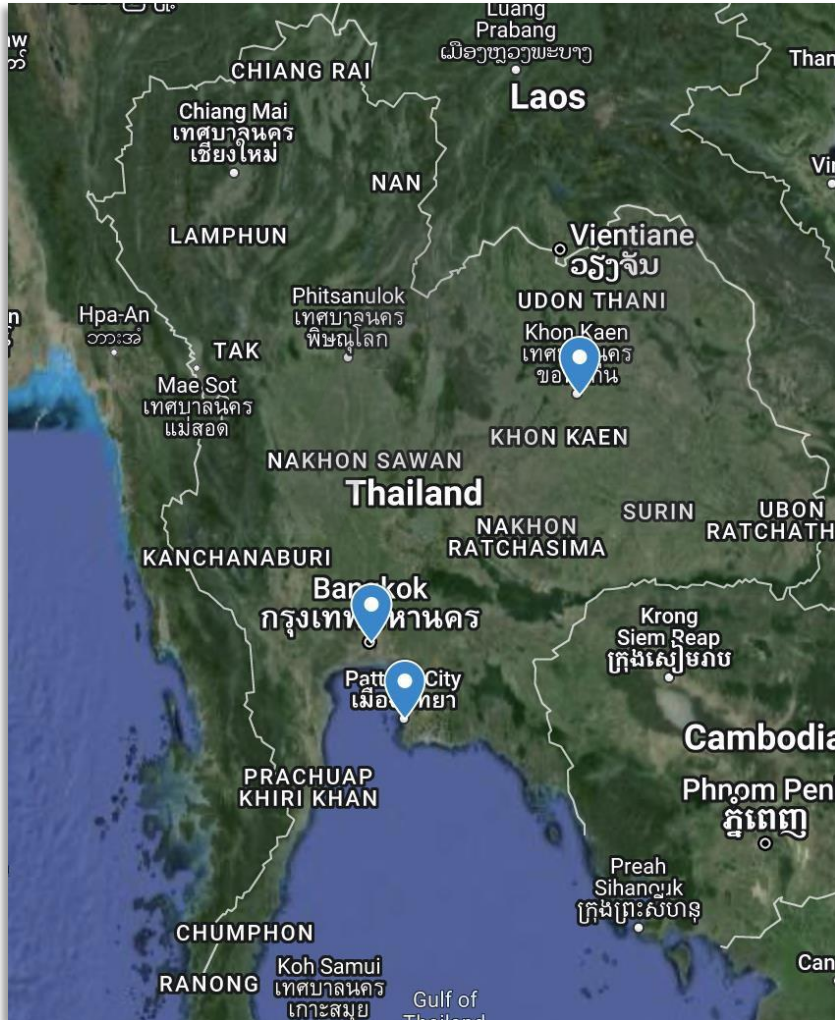 Luang
Prabang
ເມືອງຫຼວງພະບາງ
CHIANG RAI
Laos
Chiang Mai
เทศบาลนคร
เชียงใหม่
NAN
LAMPHUN
Vientiane
ວຽງຈັນ
UDON THANI
Phitsanulok
เทศบาลนคร
พิษณุโลก
Hpa-An
ဘားအံ
Khon Kaen
TAK
Mae Sot
เทศบาลนคร
แม่สอด
KHON KAEN
NAKHON SAWAN
Thailand
SURIN
UBON
RATCHATH
NAKHON
RATCHASIMA
KANCHANABURI
Bangkok
Krong
Siem Reap
ក្រុងសៀមរាប
City
Cambodia
PRACHUAP
KHIRI KHAN
Phnom Pen
ភ្នំពេញ
Preah
Sihanouk
ក្រុងព្រះសីហនុ
CHUMPHON
RANONG
Koh Samui
เทศบาลนคร
เกาะสมุย
Gulf of
Thailand